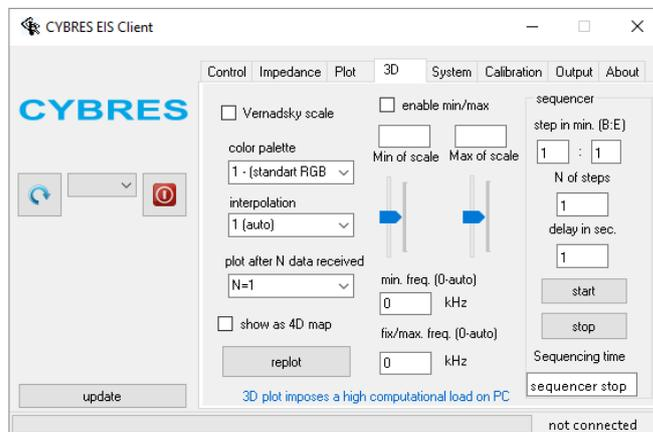 CYBRES EIS Client
Control Impedance Plot 3D System Calibration Output About
CYBRES
Vernadsky scale
color palette
1 - (standart RGB
interpolation
1 (auto)
plot after N data received
N=1
show as 4D map
replot
enable min/max
Min of scale Max of scale
min. freq. (0-auto)
0 kHz
fix/max. freq. (0-auto)
0 kHz
3D plot imposes a high computational load on PC
sequencer
step in min. (B:E)
1 : 1
N of steps
1
delay in sec.
1
start
stop
Sequencing time
sequencer stop
update
not connected